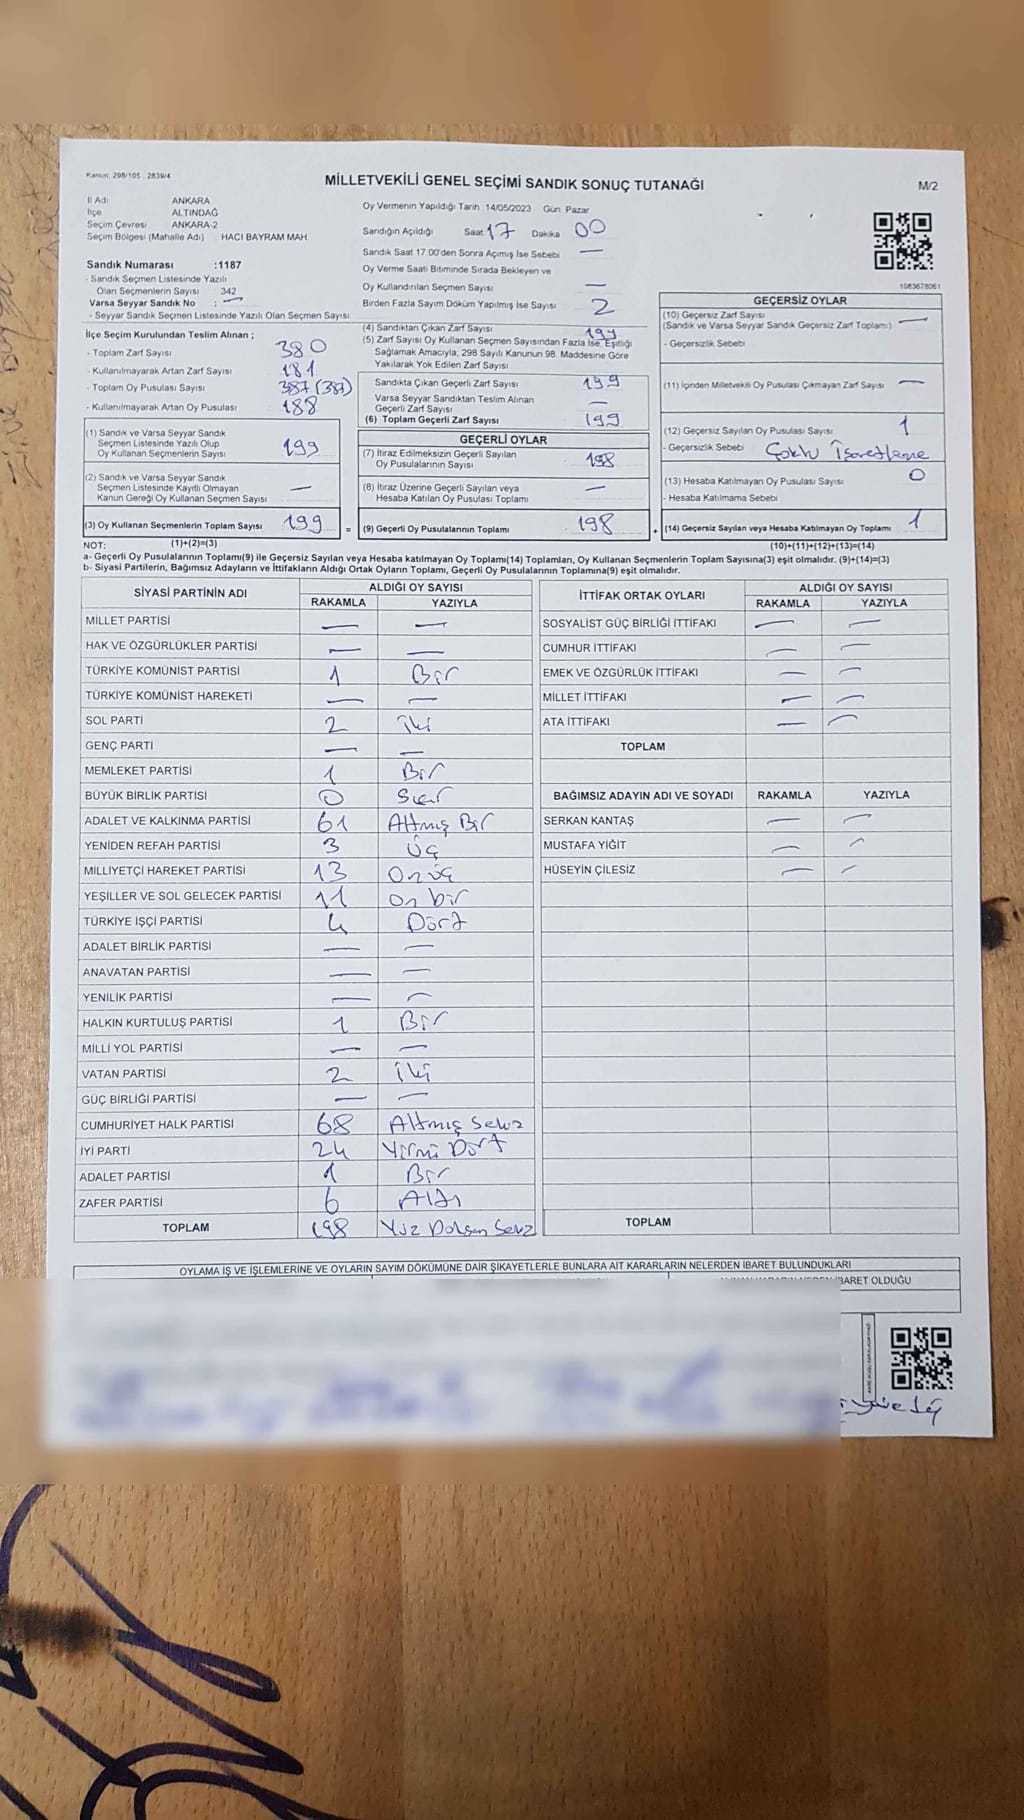 Kanun: 298/105 , 2839/4
MİLLETVEKİLİ GENEL SEÇİMİ SANDIK SONUÇ TUTANAĞI
M/2
İl Adı ANKARA
İlçe ALTINDAĞ
Seçim Çevresi ANKARA-2
Seçim Bölgesi (Mahalle Adı) HACI BAYRAM MAH
Sandık Numarası :1187
- Sandık Seçmen Listesinde Yazılı
Olan Seçmenlerin Sayısı 342
Varsa Seyyar Sandık No : —
- Seyyar Sandık Seçmen Listesinde Yazılı Olan Seçmen Sayısı
Oy Vermenin Yapıldığı Tarih 14/05/2023 Gün: Pazar
Sandığın Açıldığı Saat 17 Dakika 00
Sandık Saat 17:00'den Sonra Açılmış İse Sebebi —
Oy Verme Saati Bitiminde Sırada Bekleyen ve
Oy Kullandırılan Seçmen Sayısı —
Birden Fazla Sayım Döküm Yapılmış İse Sayısı 2
1083678061
İlçe Seçim Kurulundan Teslim Alınan ;
- Toplam Zarf Sayısı 380
- Kullanılmayarak Artan Zarf Sayısı 181
- Toplam Oy Pusulası Sayısı 387 (387)
- Kullanılmayarak Artan Oy Pusulası 188
(1) Sandık ve Varsa Seyyar Sandık
Seçmen Listesinde Yazılı Olup
Oy Kullanan Seçmenlerin Sayısı 199
(2) Sandık ve Varsa Seyyar Sandık
Seçmen Listesinde Kayıtlı Olmayan
Kanun Gereği Oy Kullanan Seçmen Sayısı —
(3) Oy Kullanan Seçmenlerin Toplam Sayısı 199 =
(4) Sandıktan Çıkan Zarf Sayısı 199
(5) Zarf Sayısı Oy Kullanan Seçmen Sayısından Fazla İse, Eşitliği
Sağlamak Amacıyla; 298 Sayılı Kanunun 98. Maddesine Göre
Yakılarak Yok Edilen Zarf Sayısı
Sandıkta Çıkan Geçerli Zarf Sayısı 199
Varsa Seyyar Sandıktan Teslim Alınan
Geçerli Zarf Sayısı —
(6) Toplam Geçerli Zarf Sayısı 199
GEÇERLİ OYLAR
(7) İtiraz Edilmeksizin Geçerli Sayılan
Oy Pusulalarının Sayısı 198
(8) İtiraz Üzerine Geçerli Sayılan veya
Hesaba Katılan Oy Pusulası Toplamı —
(9) Geçerli Oy Pusulalarının Toplamı 198 +
GEÇERSİZ OYLAR
(10) Geçersiz Zarf Sayısı
(Sandık ve Varsa Seyyar Sandık Geçersiz Zarf Toplamı) —
- Geçersizlik Sebebi
(11) İçinden Milletvekili Oy Pusulası Çıkmayan Zarf Sayısı —
(12) Geçersiz Sayılan Oy Pusulası Sayısı 1
- Geçersizlik Sebebi Çoklu İşaretleme
(13) Hesaba Katılmayan Oy Pusulası Sayısı 0
- Hesaba Katılmama Sebebi
(14) Geçersiz Sayılan veya Hesaba Katılmayan Oy Toplamı 1
NOT: (1)+(2)=(3) (10)+(11)+(12)+(13)=(14)
a- Geçerli Oy Pusulalarının Toplamı(9) ile Geçersiz Sayılan veya Hesaba katılmayan Oy Toplamı(14) Toplamları, Oy Kullanan Seçmenlerin Toplam Sayısına(3) eşit olmalıdır. (9)+(14)=(3)
b- Siyasi Partilerin, Bağımsız Adayların ve İttifakların Aldığı Ortak Oyların Toplamı, Geçerli Oy Pusulalarının Toplamına(9) eşit olmalıdır.
SİYASİ PARTİNİN ADI ALDIĞI OY SAYISI
RAKAMLA YAZIYLA
MİLLET PARTİSİ — —
HAK VE ÖZGÜRLÜKLER PARTİSİ — —
TÜRKİYE KOMÜNİST PARTİSİ 1 Bir
TÜRKİYE KOMÜNİST HAREKETİ — —
SOL PARTİ 2 iki
GENÇ PARTİ — —
MEMLEKET PARTİSİ 1 Bir
BÜYÜK BİRLİK PARTİSİ 0 Sıfır
ADALET VE KALKINMA PARTİSİ 61 Altmış Bir
YENİDEN REFAH PARTİSİ 3 Üç
MİLLİYETÇİ HAREKET PARTİSİ 13 On üç
YEŞİLLER VE SOL GELECEK PARTİSİ 11 on bir
TÜRKİYE İŞÇİ PARTİSİ 4 Dört
ADALET BİRLİK PARTİSİ — —
ANAVATAN PARTİSİ — —
YENİLİK PARTİSİ — —
HALKIN KURTULUŞ PARTİSİ 1 Bir
MİLLİ YOL PARTİSİ — —
VATAN PARTİSİ 2 İki
GÜÇ BİRLİĞİ PARTİSİ — —
CUMHURİYET HALK PARTİSİ 68 Altmış Sekiz
İYİ PARTİ 24 Yirmi Dört
ADALET PARTİSİ 1 Bir
ZAFER PARTİSİ 6 Altı
TOPLAM 198 Yüz Doksan Sekiz
İTTİFAK ORTAK OYLARI ALDIĞI OY SAYISI
RAKAMLA YAZIYLA
SOSYALİST GÜÇ BİRLİĞİ İTTİFAKI — —
CUMHUR İTTİFAKI — —
EMEK VE ÖZGÜRLÜK İTTİFAKI — —
MİLLET İTTİFAKI — —
ATA İTTİFAKI — —
TOPLAM
BAĞIMSIZ ADAYIN ADI VE SOYADI RAKAMLA YAZIYLA
SERKAN KANTAŞ — —
MUSTAFA YİĞİT — —
HÜSEYİN ÇİLESİZ — —
TOPLAM
OYLAMA İŞ VE İŞLEMLERİNE VE OYLARIN SAYIM DÖKÜMÜNE DAİR ŞİKAYETLERLE BUNLARA AİT KARARLARIN NELERDEN İBARET BULUNDUKLARI
İBARET OLDUĞU